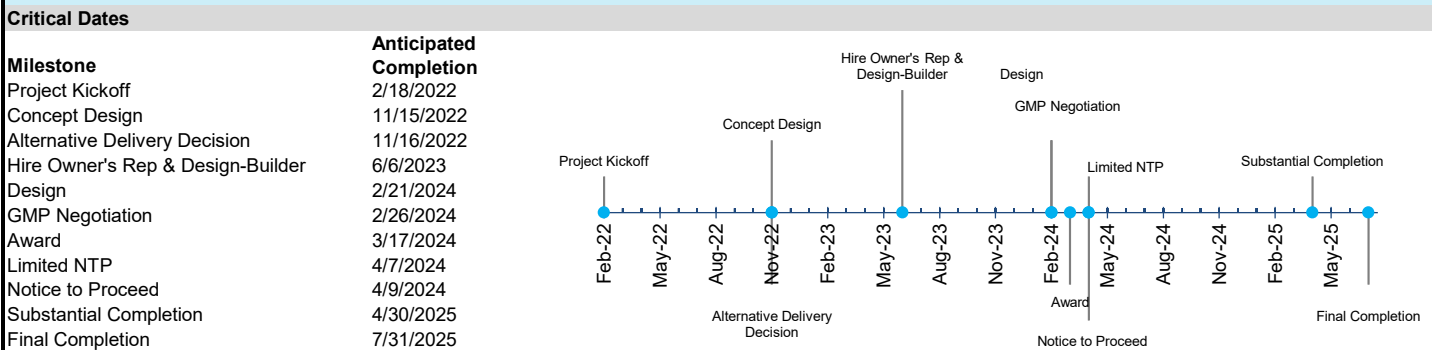 Critical Dates
Milestone Anticipated Completion
Project Kickoff 2/18/2022
Concept Design 11/15/2022
Alternative Delivery Decision 11/16/2022
Hire Owner's Rep & Design-Builder 6/6/2023
Design 2/21/2024
GMP Negotiation 2/26/2024
Award 3/17/2024
Limited NTP 4/7/2024
Notice to Proceed 4/9/2024
Substantial Completion 4/30/2025
Final Completion 7/31/2025
Hire Owner's Rep &
Design-Builder
Design
GMP Negotiation
Concept Design
Project Kickoff
Limited NTP
Substantial Completion
Feb-22 May-22 Aug-22 Nov-22 Feb-23 May-23 Aug-23 Nov-23 Feb-24 May-24 Aug-24 Nov-24 Feb-25 May-25
Award
Alternative Delivery
Decision
Final Completion
Notice to Proceed